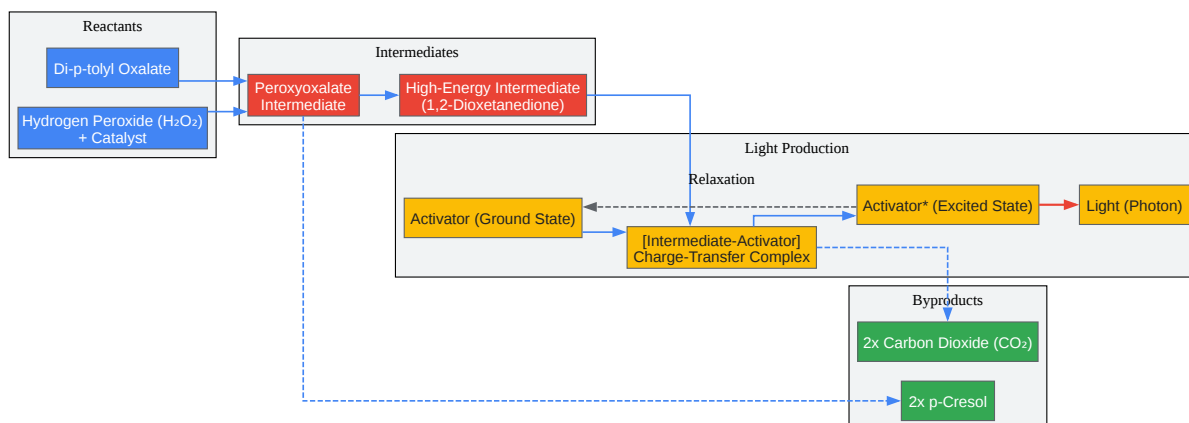 Reactants
Di-p-tolyl Oxalate
Hydrogen Peroxide (H₂O₂)
+ Catalyst
Intermediates
Peroxyoxalate
Intermediate
High-Energy Intermediate
(1,2-Dioxetanedione)
Light Production
Relaxation
Activator (Ground State)
[Intermediate-Activator]
Charge-Transfer Complex
Activator* (Excited State)
Light (Photon)
Byproducts
2x Carbon Dioxide (CO₂)
2x p-Cresol